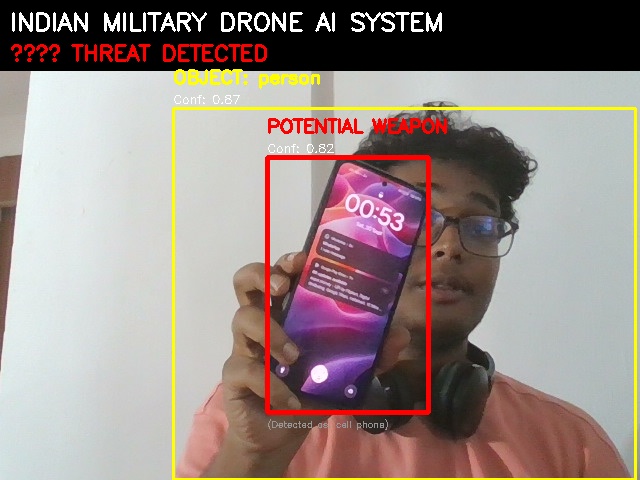 INDIAN MILITARY DRONE AI SYSTEM
???? THREAT DETECTED
OBJECT: person
Conf: 0.87
POTENTIAL WEAPON
Conf: 0.82
00:53
WhatsApp
(Detected as: cell phone)